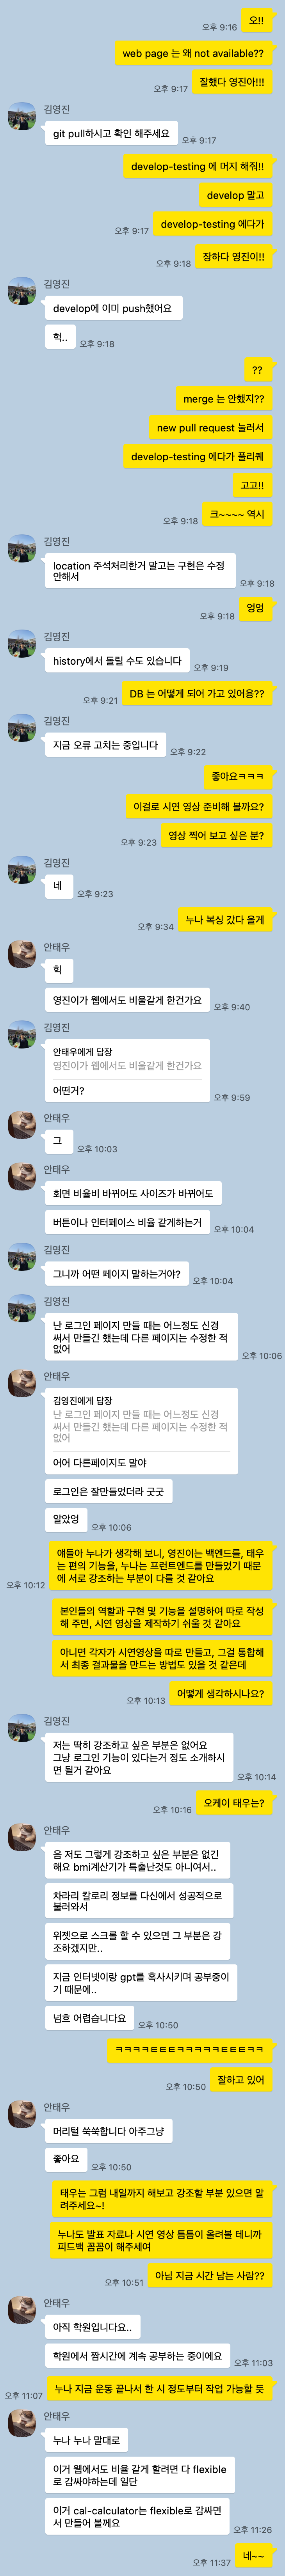 오!!
오후 9:16
web page 는 왜 not available??
잘했다 영진아!!!
오후 9:17
김영진
git pull하시고 확인 해주세요
오후 9:17
develop-testing 에 머지 해줘!!
develop 말고
develop-testing 에다가
오후 9:17
장하다 영진이!!
오후 9:18
김영진
develop에 이미 push했어요
헉..
오후 9:18
??
merge 는 안했지??
new pull request 눌러서
develop-testing 에다가 풀리퀘
고고!!
크~~~~ 역시
오후 9:18
김영진
location 주석처리한거 말고는 구현은 수정
안해서
오후 9:18
엉엉
오후 9:18
김영진
history에서 돌릴 수도 있습니다
오후 9:19
DB 는 어떻게 되어 가고 있어용??
오후 9:21
김영진
지금 오류 고치는 중입니다
오후 9:22
좋아요ㅋㅋㅋ
이걸로 시연 영상 준비해 볼까요?
영상 찍어 보고 싶은 분?
오후 9:23
김영진
네
오후 9:23
누나 복싱 갔다 올게
오후 9:34
안태우
힉
영진이가 웹에서도 비울같게 한건가요
오후 9:40
김영진
안태우에게 답장
영진이가 웹에서도 비울같게 한건가요
어떤거?
오후 9:59
안태우
그
오후 10:03
안태우
회면 비율비 바뀌어도 사이즈가 바뀌어도
버튼이나 인터페이스 비율 같게하는거
오후 10:04
김영진
그니까 어떤 페이지 말하는거야?
오후 10:04
김영진
난 로그인 페이지 만들 때는 어느정도 신경
써서 만들긴 했는데 다른 페이지는 수정한 적
없어
오후 10:06
안태우
김영진에게 답장
난 로그인 페이지 만들 때는 어느정도 신경
써서 만들긴 했는데 다른 페이지는 수정한 적
없어
어어 다른페이지도 말야
로그인은 잘만들었더라 굿굿
알았엉
오후 10:06
얘들아 누나가 생각해 보니, 영진이는 백엔드를, 태우
는 편의 기능을, 누나는 프런트엔드를 만들었기 때문
에 서로 강조하는 부분이 다를 것 같아요
오후 10:12
본인들의 역할과 구현 및 기능을 설명하여 따로 작성
해 주면, 시연 영상을 제작하기 쉬울 것 같아요
아니면 각자가 시연영상을 따로 만들고, 그걸 통합해
서 최종 결과물을 만드는 방법도 있을 것 같은데
오후 10:13
어떻게 생각하시나요?
김영진
저는 딱히 강조하고 싶은 부분은 없어요
그냥 로그인 기능이 있다는거 정도 소개하시
면 될거 같아요
오후 10:14
오케이 태우는?
오후 10:16
안태우
음 저도 그렇게 강조하고 싶은 부분은 없긴
해요 bmi계산기가 특출난것도 아니여서..
차라리 칼로리 정보를 다신에서 성공적으로
불러와서
위젯으로 스크롤 할 수 있으면 그 부분은 강
조하겠지만..
지금 인터넷이랑 gpt를 혹사시키며 공부중이
기 때문에..
넘흐 어렵습니다요
오후 10:50
ㅋㅋㅋㅋㅌㅌㅌㅋㅋㅋㅋㅋㅌㅌㅌㅋㅋ
잘하고 있어
오후 10:50
안태우
머리털 쑥쑥합니다 아주그냥
좋아요
오후 10:50
태우는 그럼 내일까지 해보고 강조할 부분 있으면 알
려주세요~!
누나도 발표 자료나 시연 영상 틈틈이 올려볼 테니까
피드백 꼼꼼이 해주세여
아님 지금 시간 남는 사람??
오후 10:51
안태우
아직 학원입니다요..
학원에서 짬시간에 계속 공부하는 중이에요
오후 11:03
누나 지금 운동 끝나서 한 시 정도부터 작업 가능할 듯
오후 11:07
안태우
누나 누나 말대로
이거 웹에서도 비율 같게 할려면 다 flexible
로 감싸야하는데 일단
이거 cal-calculator는 flexible로 감싸면
서 만들어 볼께요
오후 11:26
네~~
오후 11:37